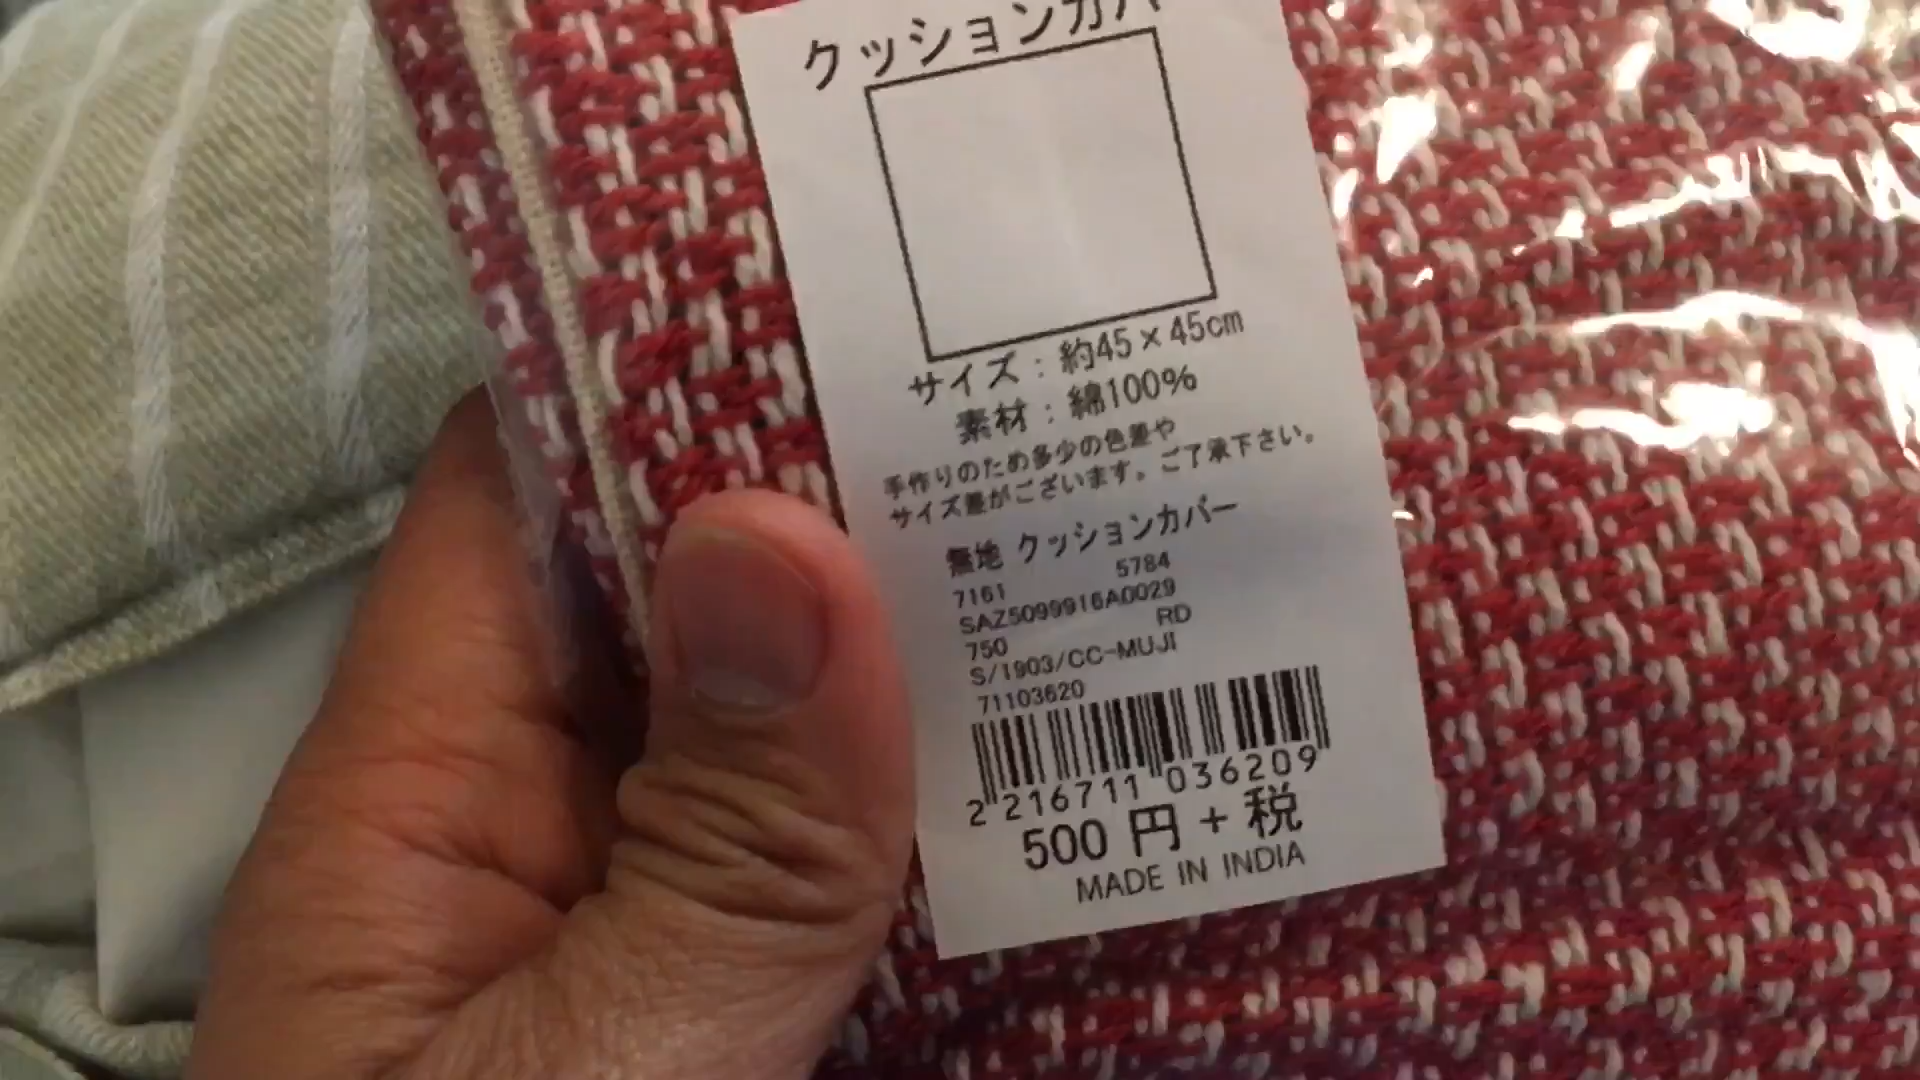 クッションカバ
サイズ：約45×45cm
素材：綿100%
手作りのため多少の色差や
サイズ差がございます。ご了承下さい。
無地 クッションカバー
7161 5784
SAZ5099916A0029
750 RD
S/1903/CC-MUJI
71103620
2 216711 036209
500 円 + 税
MADE IN INDIA